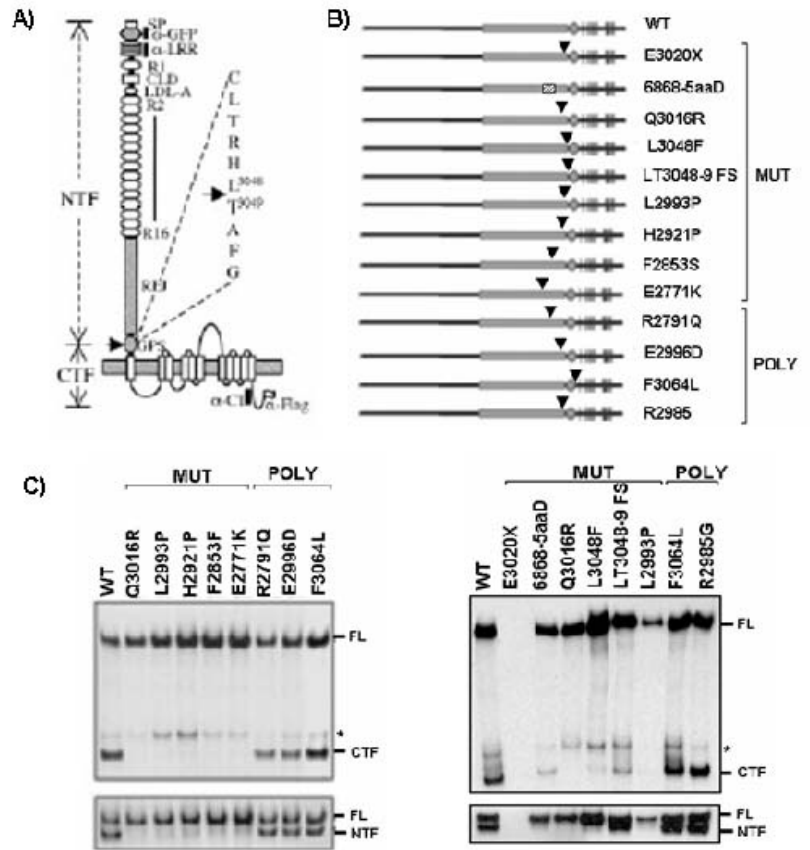 A)
SP
α-GFP
α-LRR
R1
CLD
LDL-A
R2
R16
REJ
GPS
NTF
CTF
C
L
T
R
H
L3048
T3049
A
F
G
α-CT
α-Flag
B)
WT
E3020X
6868-5aaD
Q3016R
L3048F
LT3048-9 FS
L2993P
H2921P
F2853S
E2771K
R2791Q
E2996D
F3064L
R2985
MUT
POLY
C)
MUT
POLY
WT
Q3016R
L2993P
H2921P
F2853F
E2771K
R2791Q
E2996D
F3064L
FL
*
CTF
FL
NTF
MUT
POLY
WT
E3020X
6868-5aaD
Q3016R
L3048F
LT3048-9 FS
L2993P
F3064L
R2985G
FL
*
CTF
FL
NTF